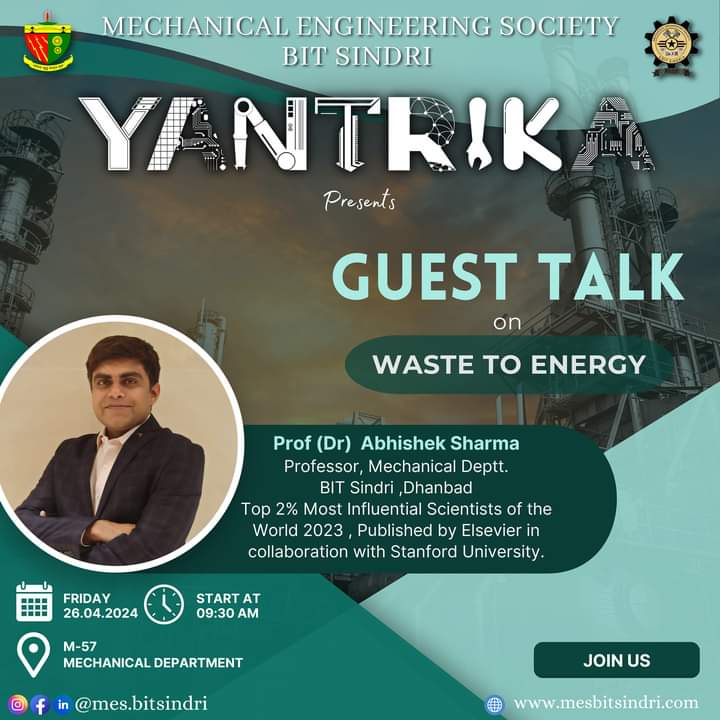 MECHANICAL ENGINEERING SOCIETY
BIT SINDRI
YANTRIKA
Presents
GUEST TALK
on
WASTE TO ENERGY
Prof (Dr) Abhishek Sharma
Professor, Mechanical Deptt.
BIT Sindri ,Dhanbad
Top 2% Most Influential Scientists of the
World 2023 , Published by Elsevier in
collaboration with Stanford University.
FRIDAY
26.04.2024
START AT
09:30 AM
M-57
MECHANICAL DEPARTMENT
JOIN US
@mes.bitsindri
www.mesbitsindri.com